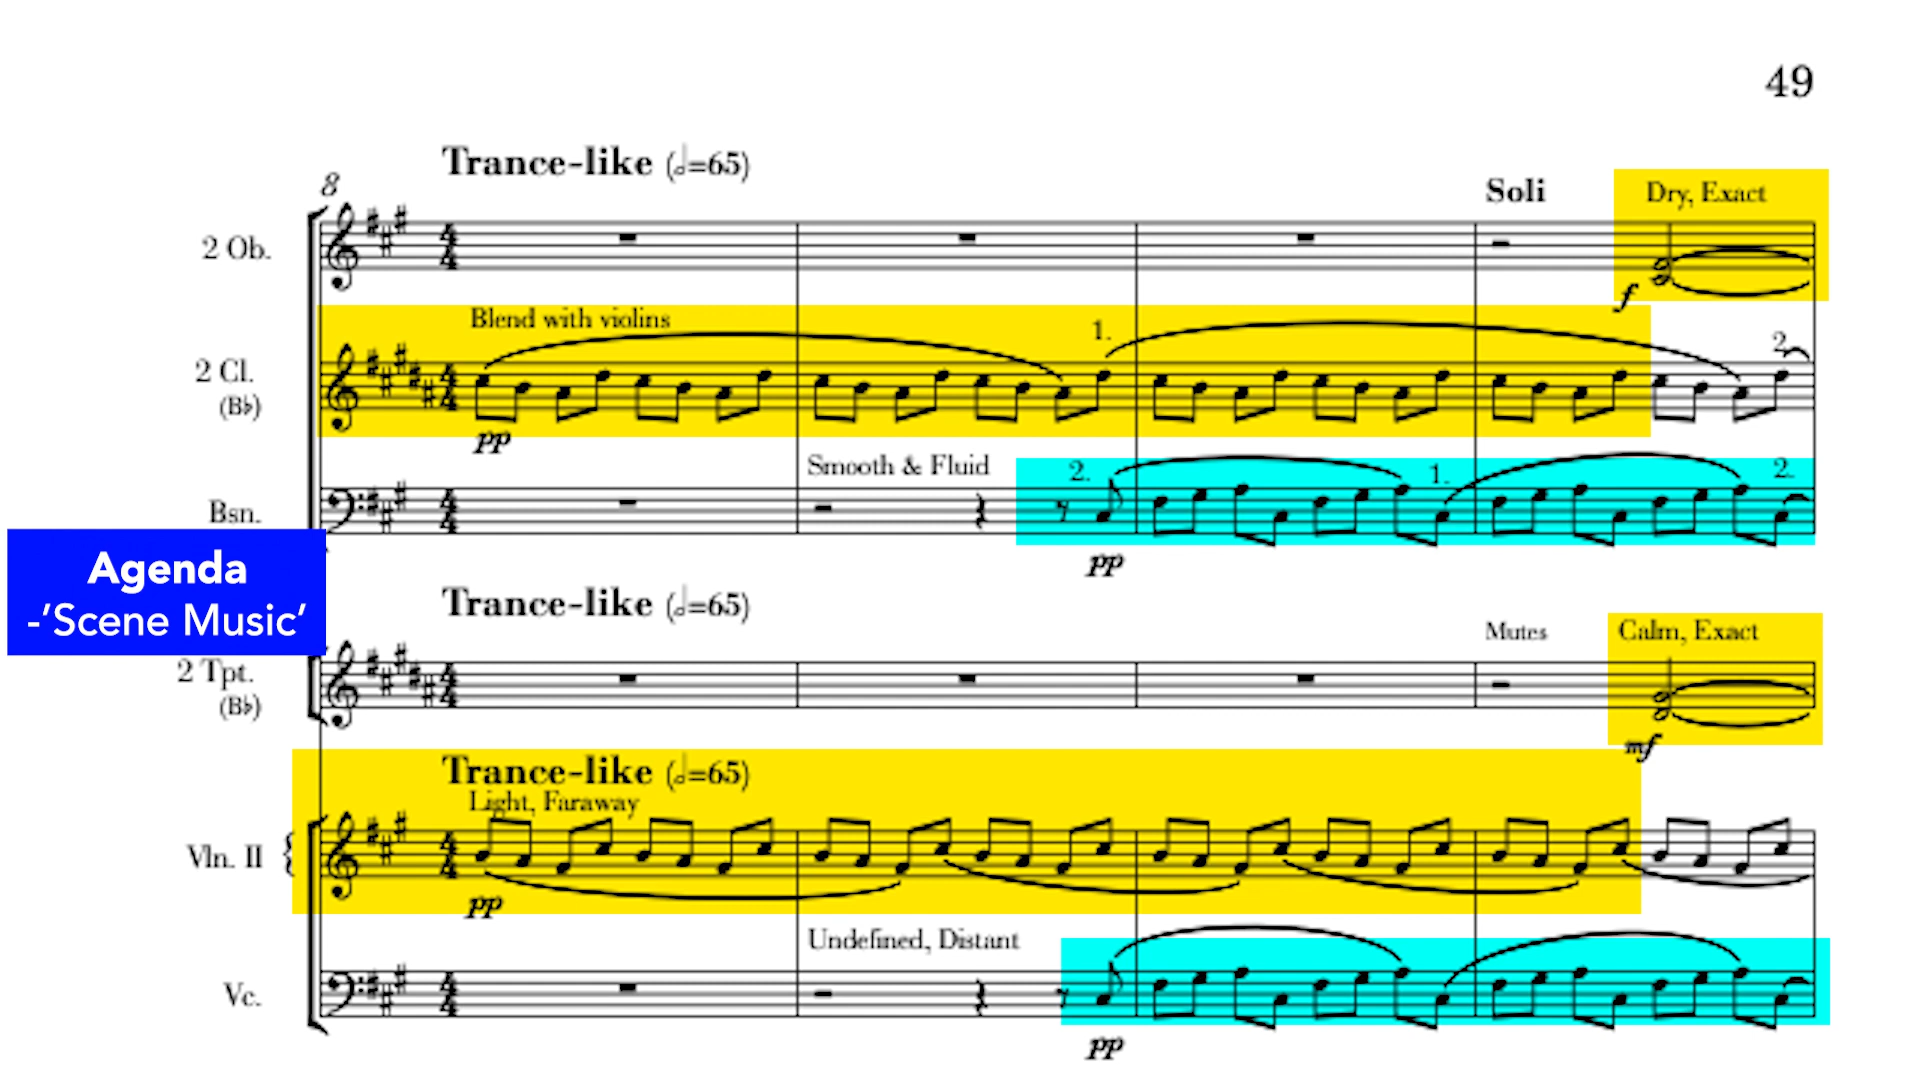 49
Trance-like (𝅗𝅥=65)
8
Soli
Dry, Exact
2 Ob.
f
Blend with violins
1.
2.
2 Cl.
(B♭)
pp
Smooth & Fluid
2.
1.
2.
Bsn.
pp
Agenda
-'Scene Music'
Trance-like (𝅗𝅥=65)
Mutes
Calm, Exact
2 Tpt.
(B♭)
mf
Trance-like (𝅗𝅥=65)
Light, Faraway
Vln. II
pp
Undefined, Distant
Vc.
pp